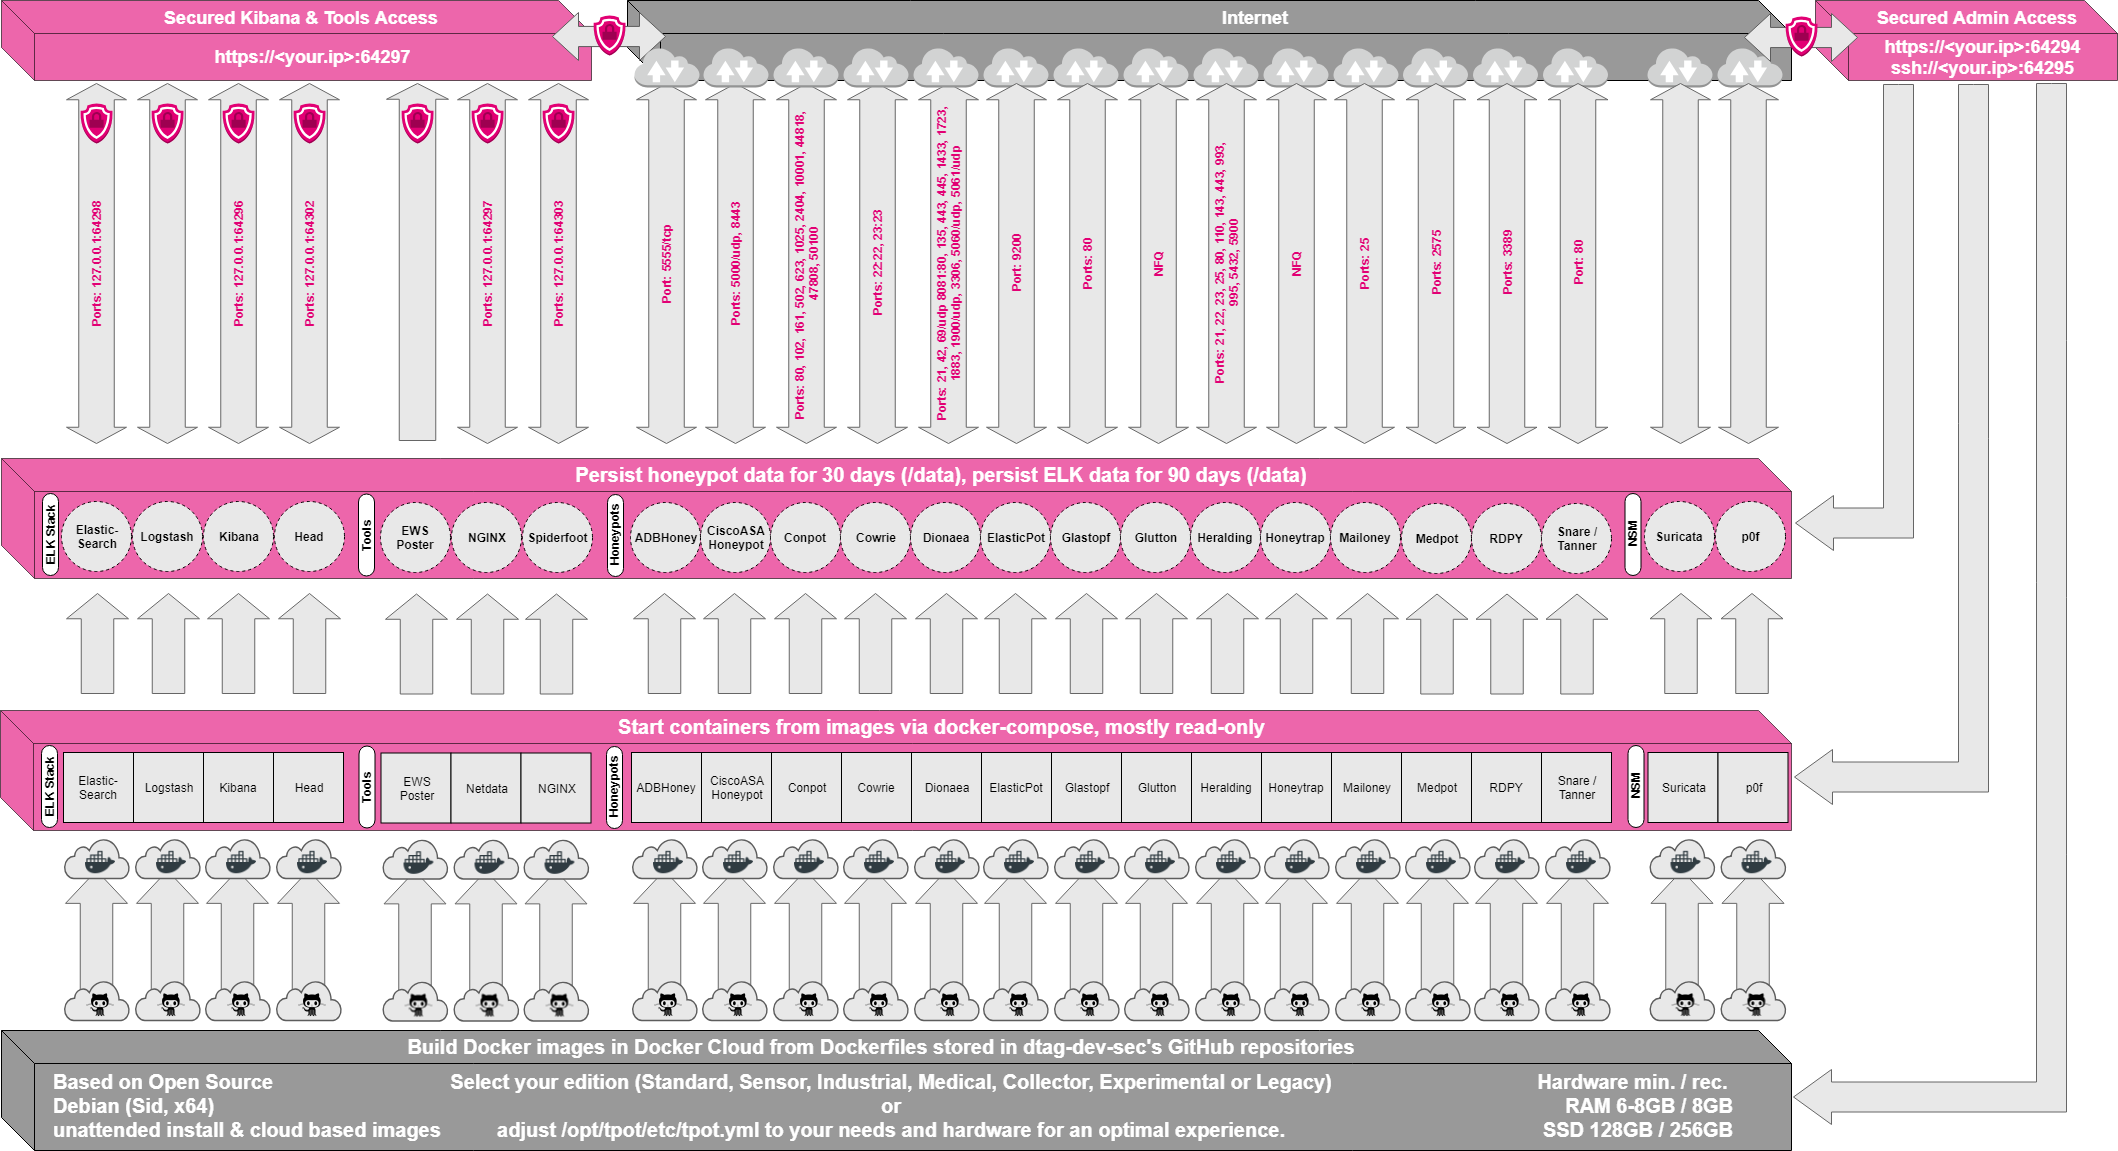 Secured Kibana & Tools Access
https://<your.ip>:64297
Internet
Secured Admin Access
https://<your.ip>:64294
ssh://<your.ip>:64295
Ports: 127.0.0.1:64298
Ports: 127.0.0.1:64296
Ports: 127.0.0.1:64302
Ports: 127.0.0.1:64297
Ports: 127.0.0.1:64303
Port: 5555/tcp
Ports: 5000/udp, 8443
Ports: 80, 102, 161, 502, 623, 1025, 2404, 10001, 44818,
47808, 50100
Ports: 22:22, 23:23
Ports: 21, 42, 69/udp 8081:80, 135, 443, 445, 1433, 1723,
1883, 1900/udp, 3306, 5060/udp, 5061/udp
Port: 9200
Ports: 80
NFQ
Ports: 21, 22, 23, 25, 80, 110, 143, 443, 993,
995, 5432, 5900
NFQ
Ports: 25
Ports: 2575
Ports: 3389
Port: 80
Persist honeypot data for 30 days (/data), persist ELK data for 90 days (/data)
ELK Stack
Elastic-
Search
Logstash
Kibana
Head
Tools
EWS
Poster
NGINX
Spiderfoot
Honeypots
ADBHoney
CiscoASA
Honeypot
Conpot
Cowrie
Dionaea
ElasticPot
Glastopf
Glutton
Heralding
Honeytrap
Mailoney
Medpot
RDPY
Snare /
Tanner
NSM
Suricata
p0f
Start containers from images via docker-compose, mostly read-only
ELK Stack
Elastic-
Search
Logstash
Kibana
Head
Tools
EWS
Poster
Netdata
NGINX
Honeypots
ADBHoney
CiscoASA
Honeypot
Conpot
Cowrie
Dionaea
ElasticPot
Glastopf
Glutton
Heralding
Honeytrap
Mailoney
Medpot
RDPY
Snare /
Tanner
NSM
Suricata
p0f
Build Docker images in Docker Cloud from Dockerfiles stored in dtag-dev-sec's GitHub repositories
Based on Open Source
Debian (Sid, x64)
unattended install & cloud based images
Select your edition (Standard, Sensor, Industrial, Medical, Collector, Experimental or Legacy)
or
adjust /opt/tpot/etc/tpot.yml to your needs and hardware for an optimal experience.
Hardware min. / rec.
RAM 6-8GB / 8GB
SSD 128GB / 256GB